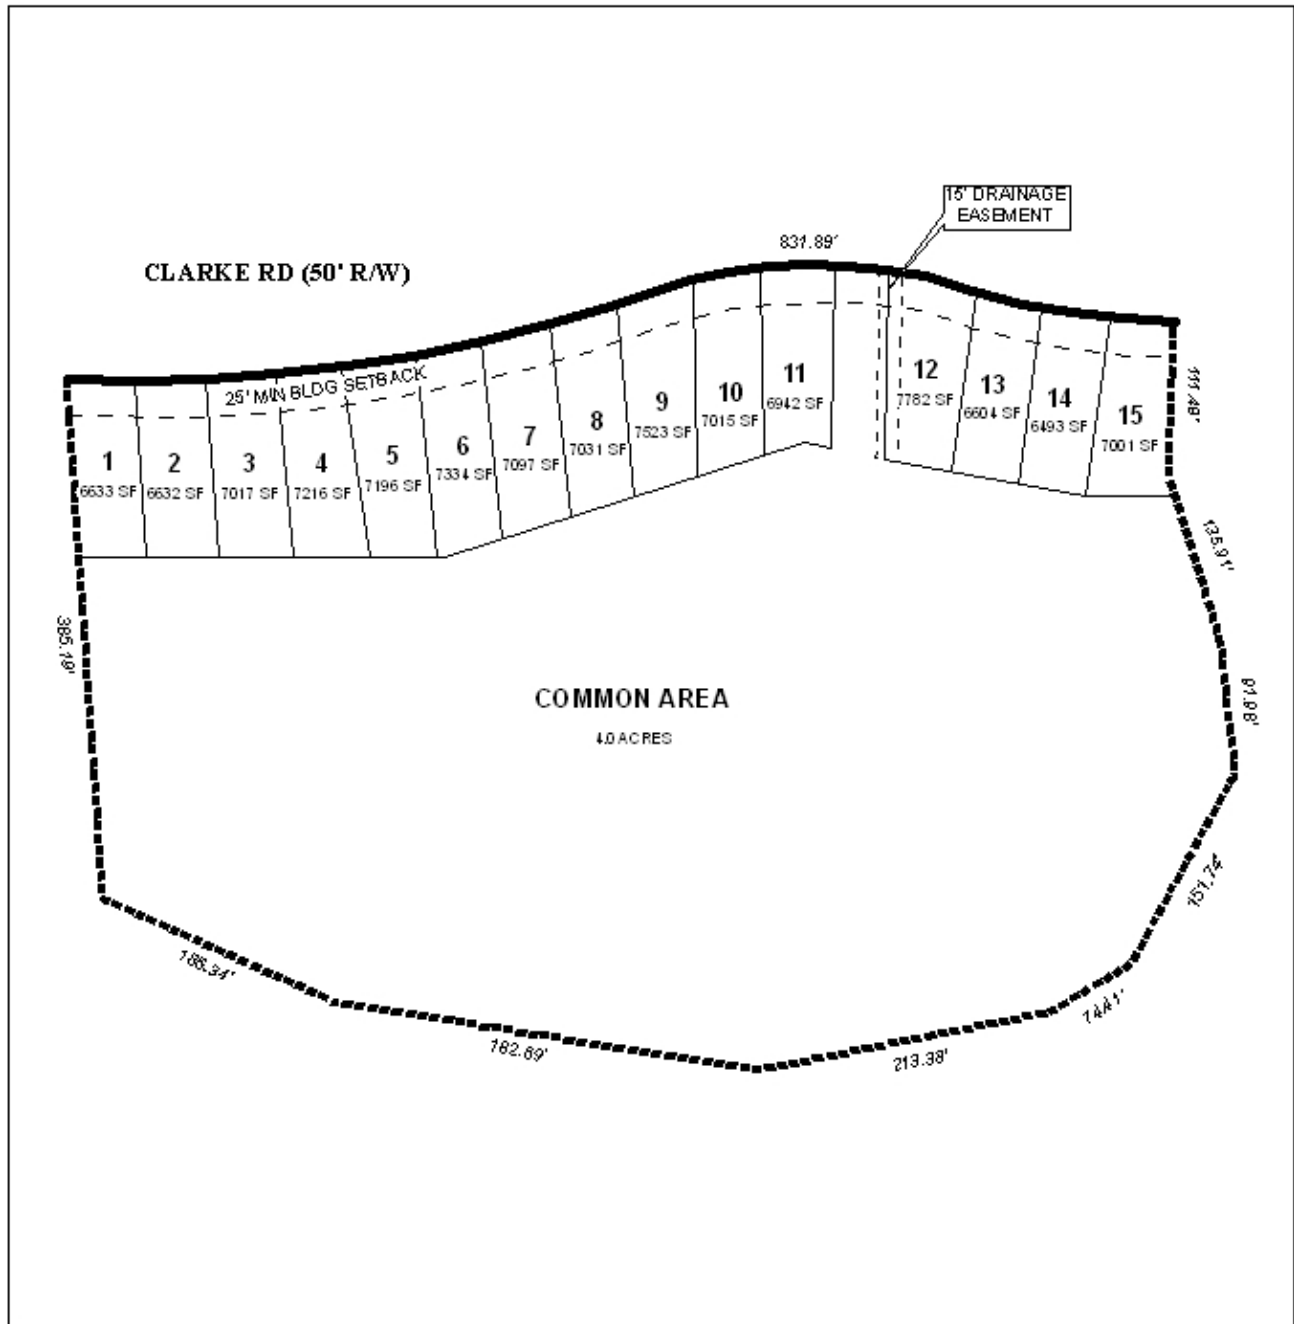 15' DRAINAGE
EASEMENT
831.89'
CLARKE RD (50' R/W)
25' MIN BLDG SETBACK
111.48'
1
6633 SF
2
6632 SF
3
7017 SF
4
7216 SF
5
7196 SF
6
7334 SF
7
7097 SF
8
7031 SF
9
7523 SF
10
7015 SF
11
6942 SF
12
7782 SF
13
6604 SF
14
6493 SF
15
7001 SF
135.91'
385.19'
91.98'
COMMON AREA
4.0 ACRES
151.74
186.34'
182.69'
213.38'
74.41'